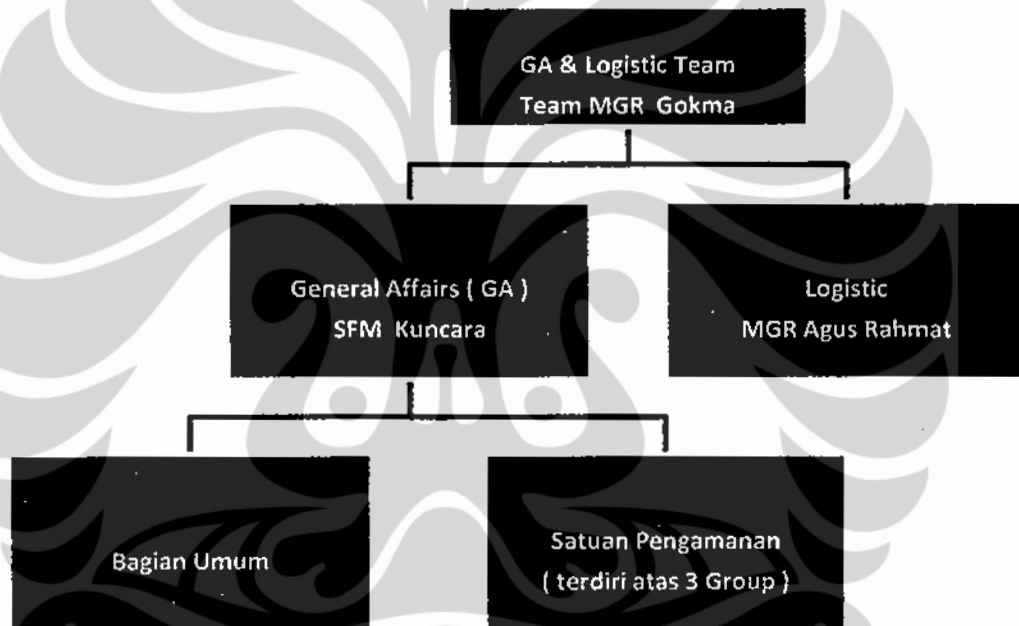 GA & Logistic Team
Team MGR Gokma
General Affairs ( GA )
SFM Kuncara
Logistic
MGR Agus Rahmat
Bagian Umum
Satuan Pengamanan
( terdiri atas 3 Group )